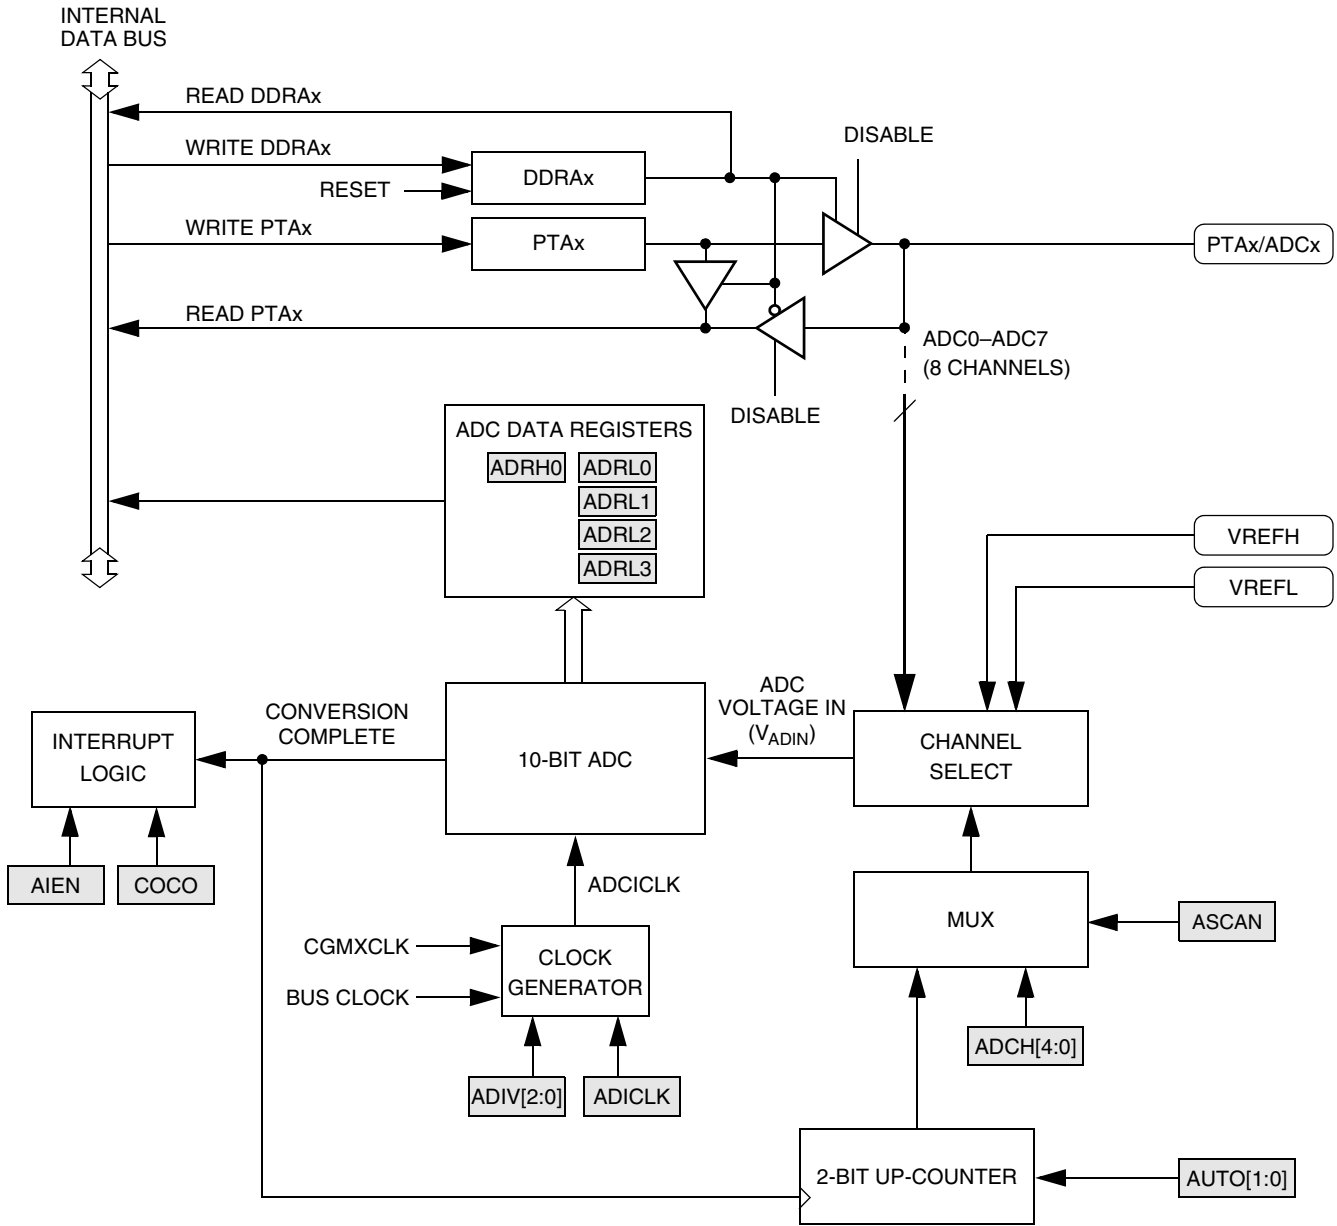 INTERNAL
DATA BUS
READ DDRAx
WRITE DDRAx
RESET
DDRAx
DISABLE
WRITE PTAx
PTAx
PTAx/ADCx
READ PTAx
ADC0–ADC7
(8 CHANNELS)
DISABLE
ADC DATA REGISTERS
ADRH0 ADRL0
ADRL1
ADRL2
ADRL3
VREFH
VREFL
INTERRUPT
LOGIC
CONVERSION
COMPLETE
10-BIT ADC
ADC
VOLTAGE IN
(VADIN)
CHANNEL
SELECT
AIEN
COCO
ADCICLK
MUX
ASCAN
CGMXCLK
BUS CLOCK
CLOCK
GENERATOR
ADCH[4:0]
ADIV[2:0]
ADICLK
2-BIT UP-COUNTER
AUTO[1:0]